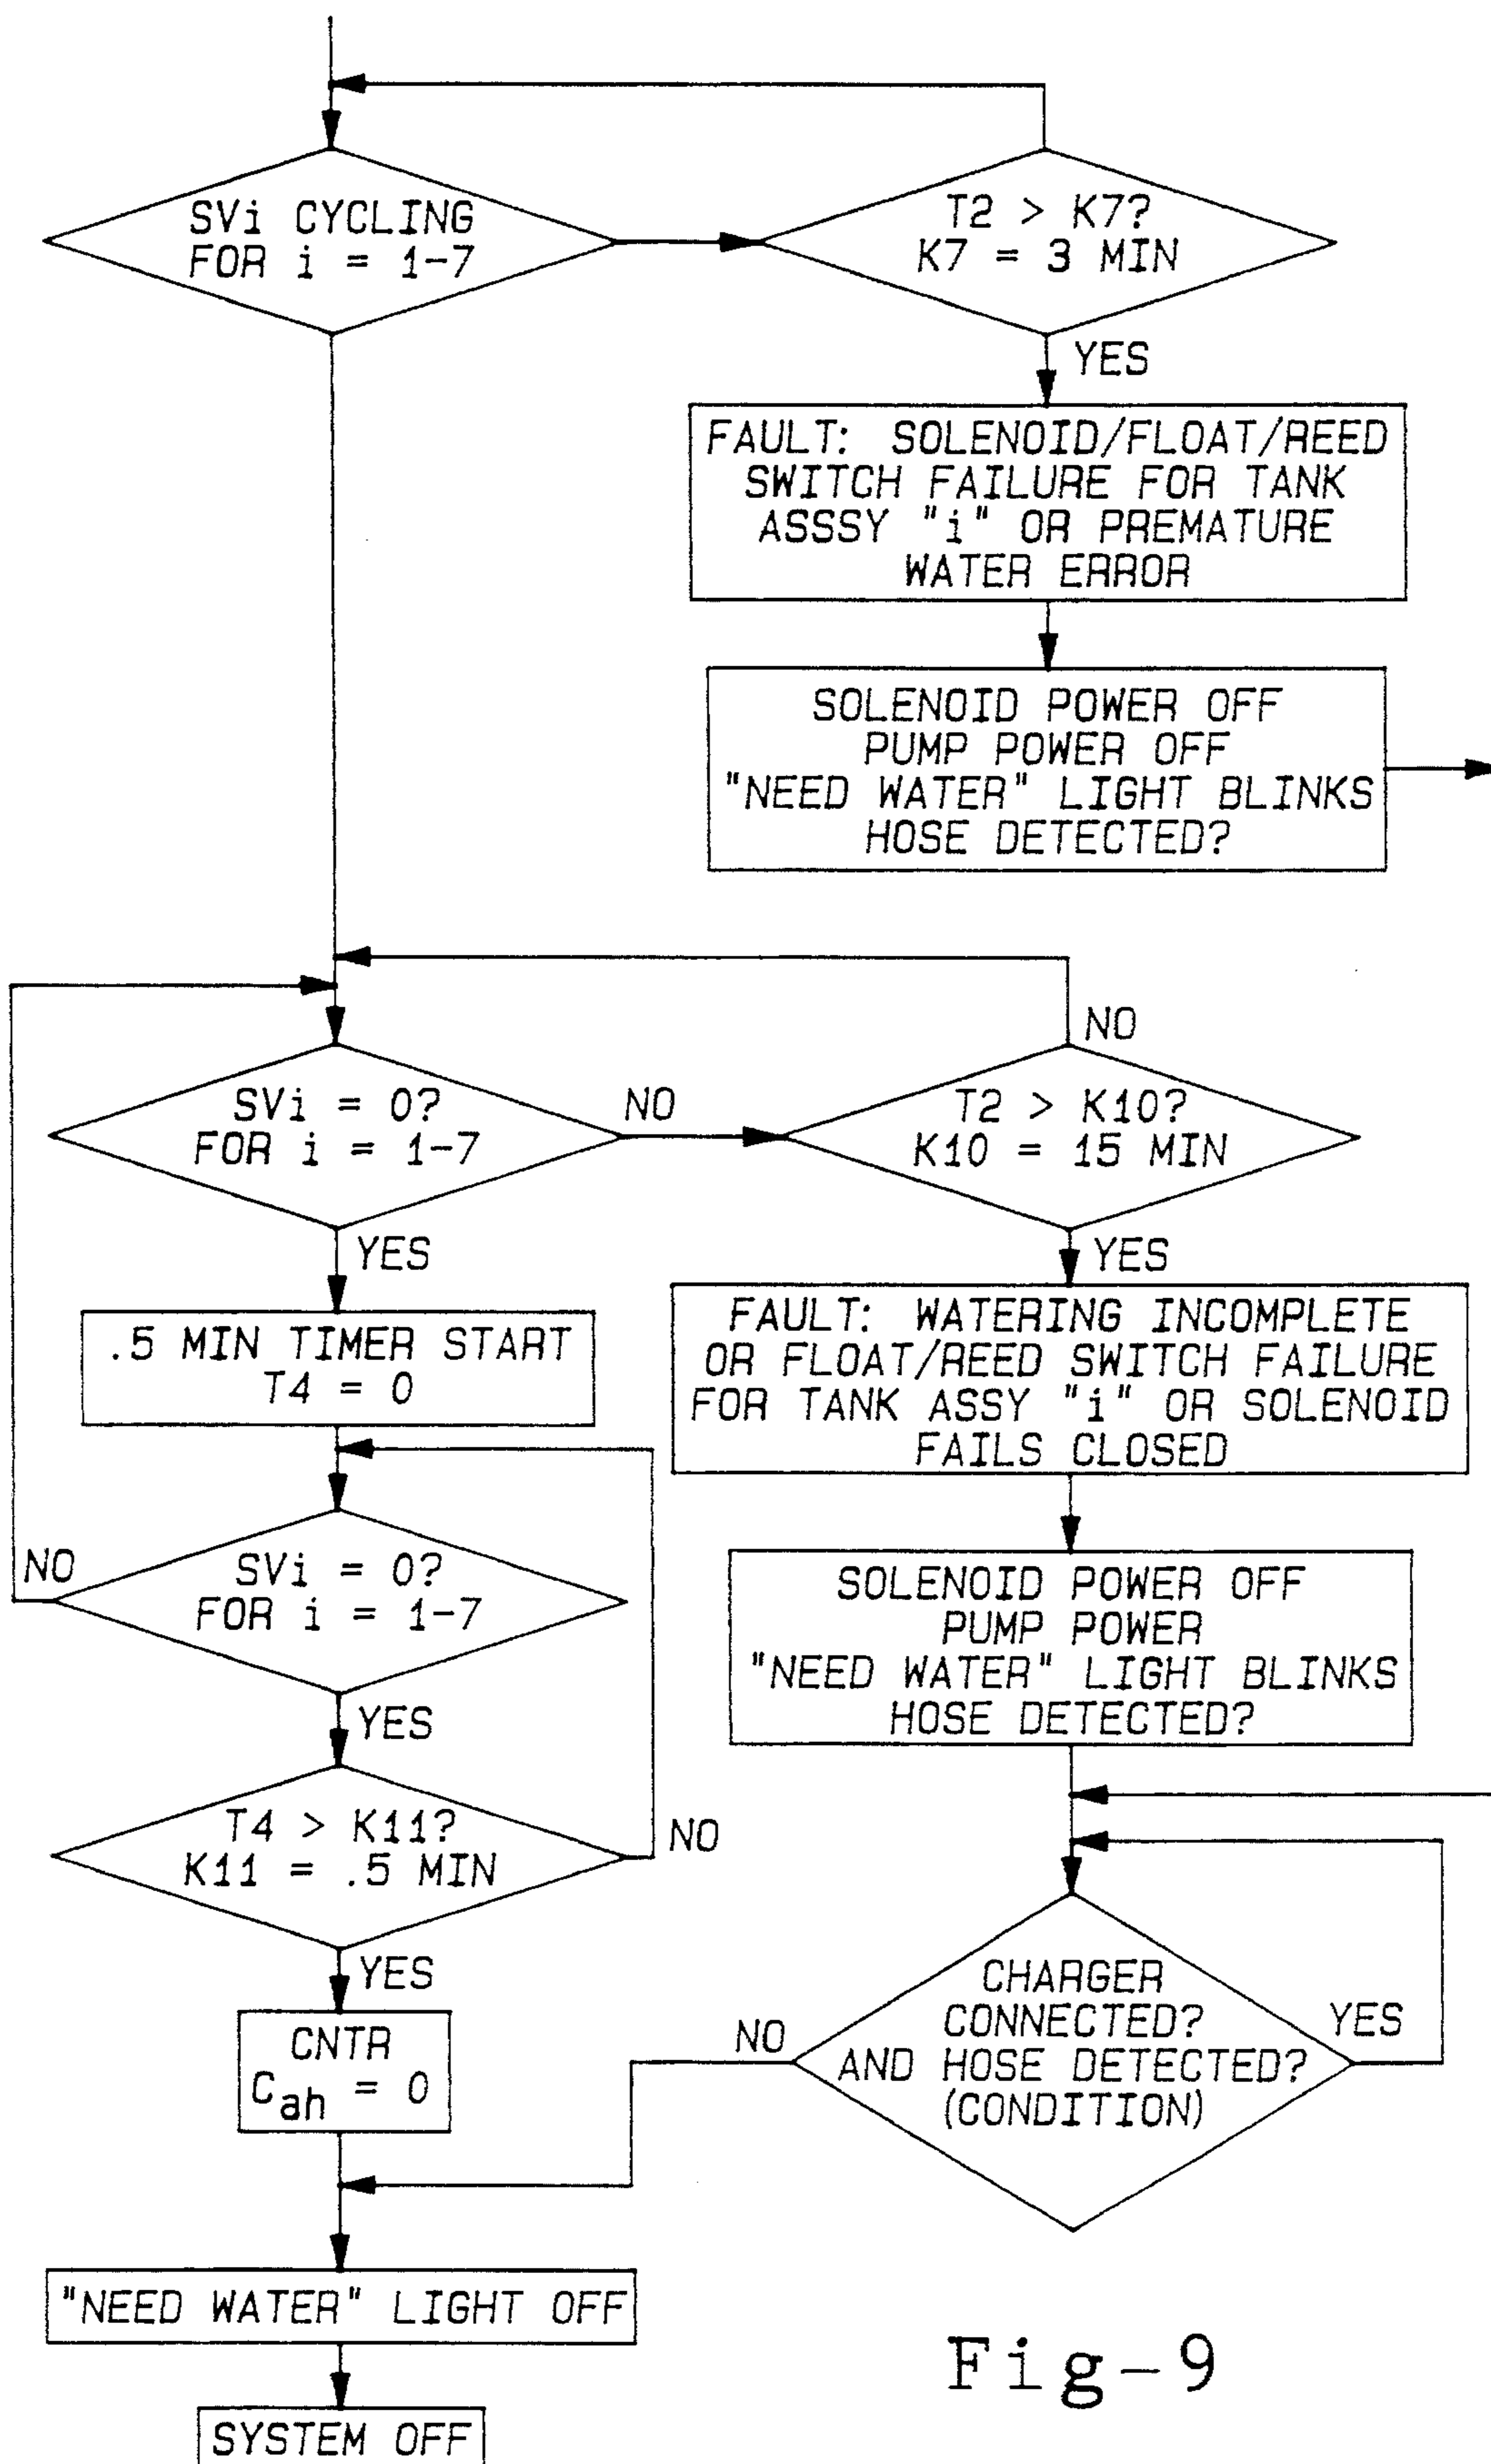 SVi CYCLING
FOR i = 1-7
T2 > K7?
K7 = 3 MIN
YES
FAULT: SOLENOID/FLOAT/REED
SWITCH FAILURE FOR TANK
ASSSY "i" OR PREMATURE
WATER ERROR
SOLENOID POWER OFF
PUMP POWER OFF
"NEED WATER" LIGHT BLINKS
HOSE DETECTED?
NO
SVi = 0?
FOR i = 1-7
NO
T2 > K10?
K10 = 15 MIN
YES
YES
.5 MIN TIMER START
T4 = 0
FAULT: WATERING INCOMPLETE
OR FLOAT/REED SWITCH FAILURE
FOR TANK ASSY "i" OR SOLENOID
FAILS CLOSED
NO
SVi = 0?
FOR i = 1-7
SOLENOID POWER OFF
PUMP POWER
"NEED WATER" LIGHT BLINKS
HOSE DETECTED?
YES
T4 > K11?
K11 = .5 MIN
NO
YES
CHARGER
CONNECTED?
AND HOSE DETECTED?
(CONDITION)
NO
YES
CNTR
Cah = 0
"NEED WATER" LIGHT OFF
SYSTEM OFF
Fig-9